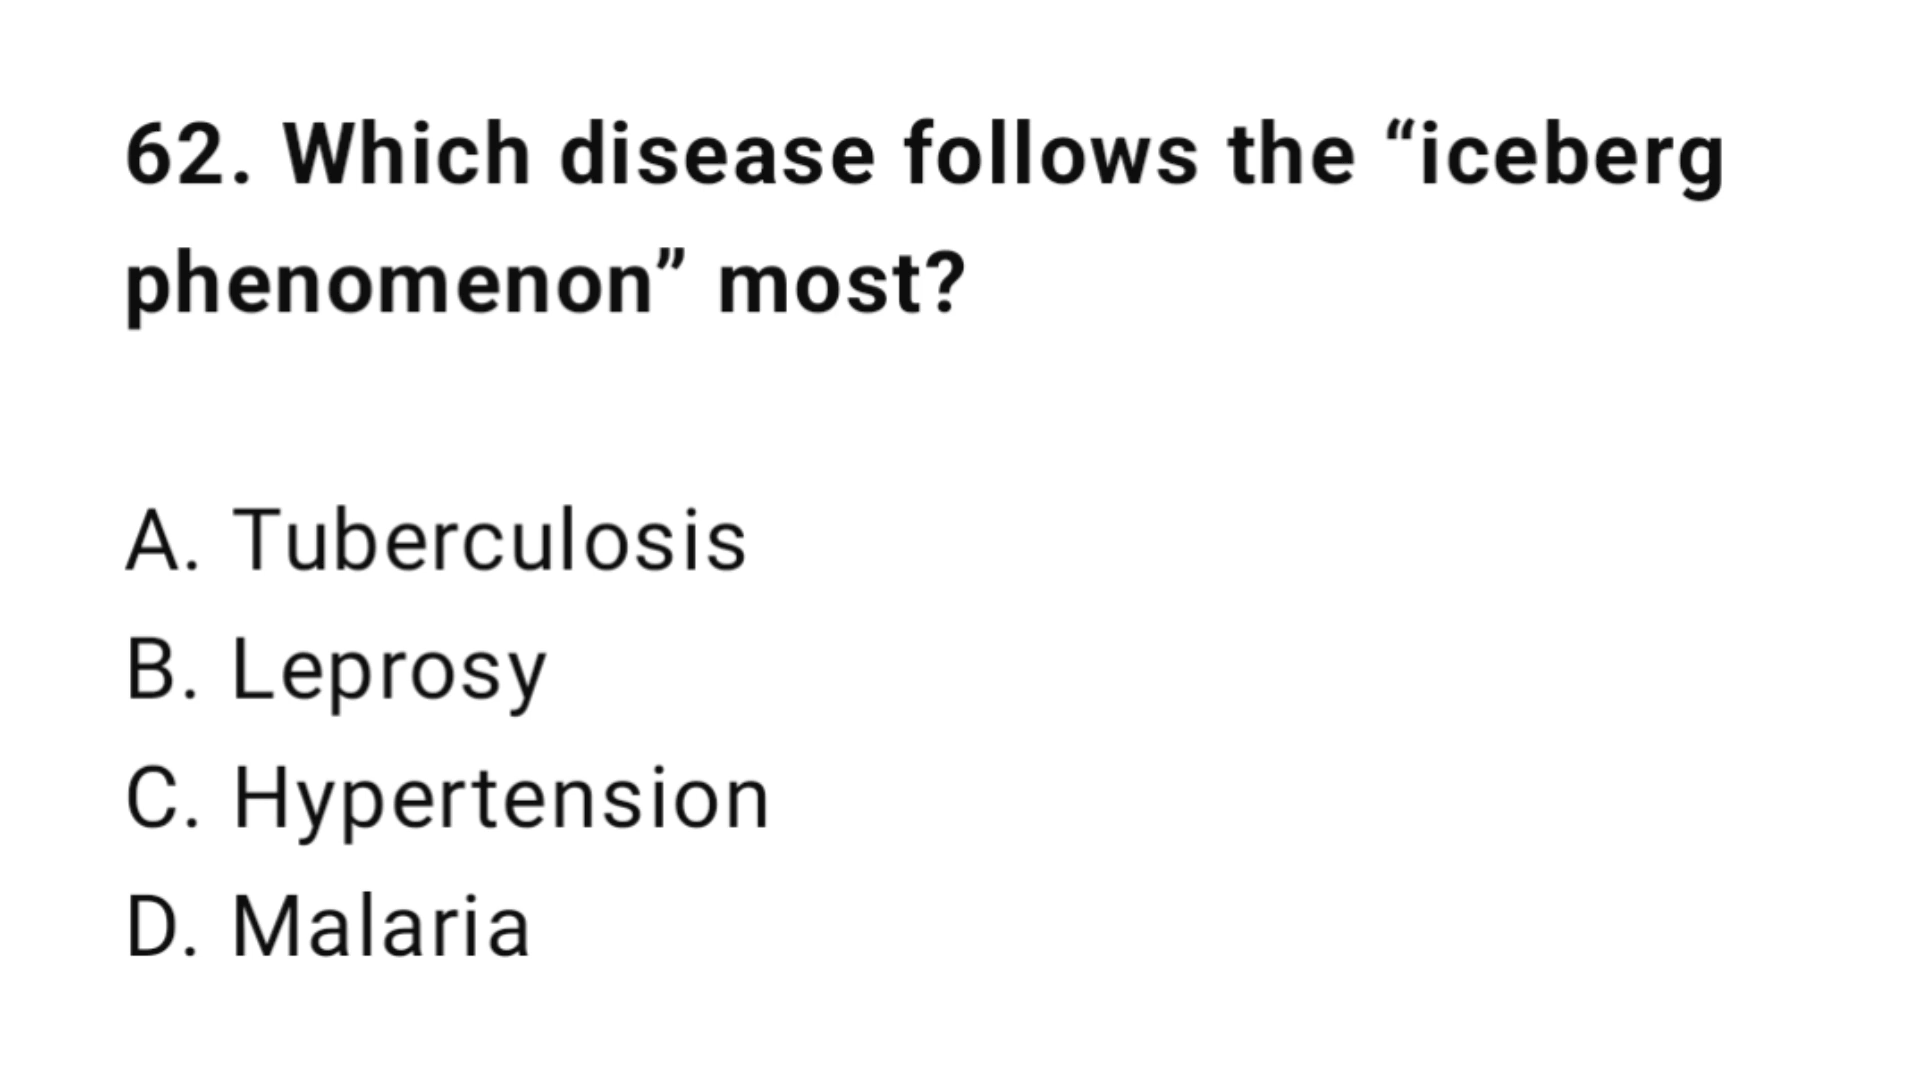 62. Which disease follows the “iceberg
phenomenon” most?
A. Tuberculosis
B. Leprosy
C. Hypertension
D. Malaria